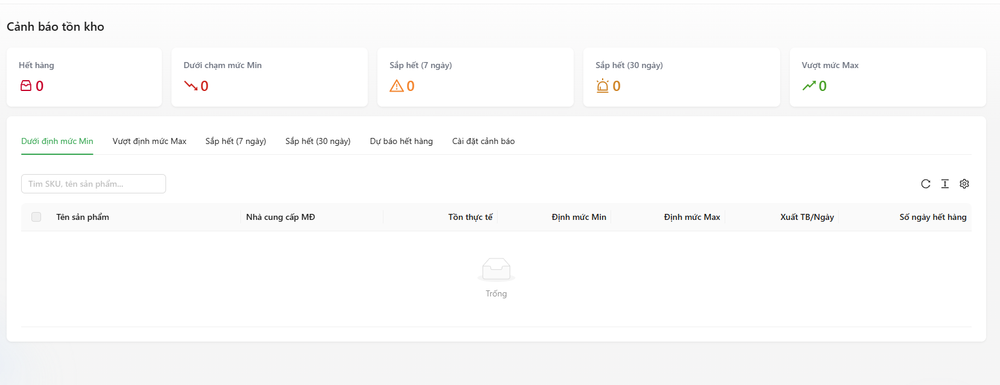 Cảnh báo tồn kho
Hết hàng
0
Dưới chạm mức Min
0
Sắp hết (7 ngày)
0
Sắp hết (30 ngày)
0
Vượt mức Max
0
Dưới định mức Min
Vượt định mức Max
Sắp hết (7 ngày)
Sắp hết (30 ngày)
Dự báo hết hàng
Cài đặt cảnh báo
Tìm SKU, tên sản phẩm...
Tên sản phẩm
Nhà cung cấp MĐ
Tồn thực tế
Định mức Min
Định mức Max
Xuất TB/Ngày
Số ngày hết hàng
Trống